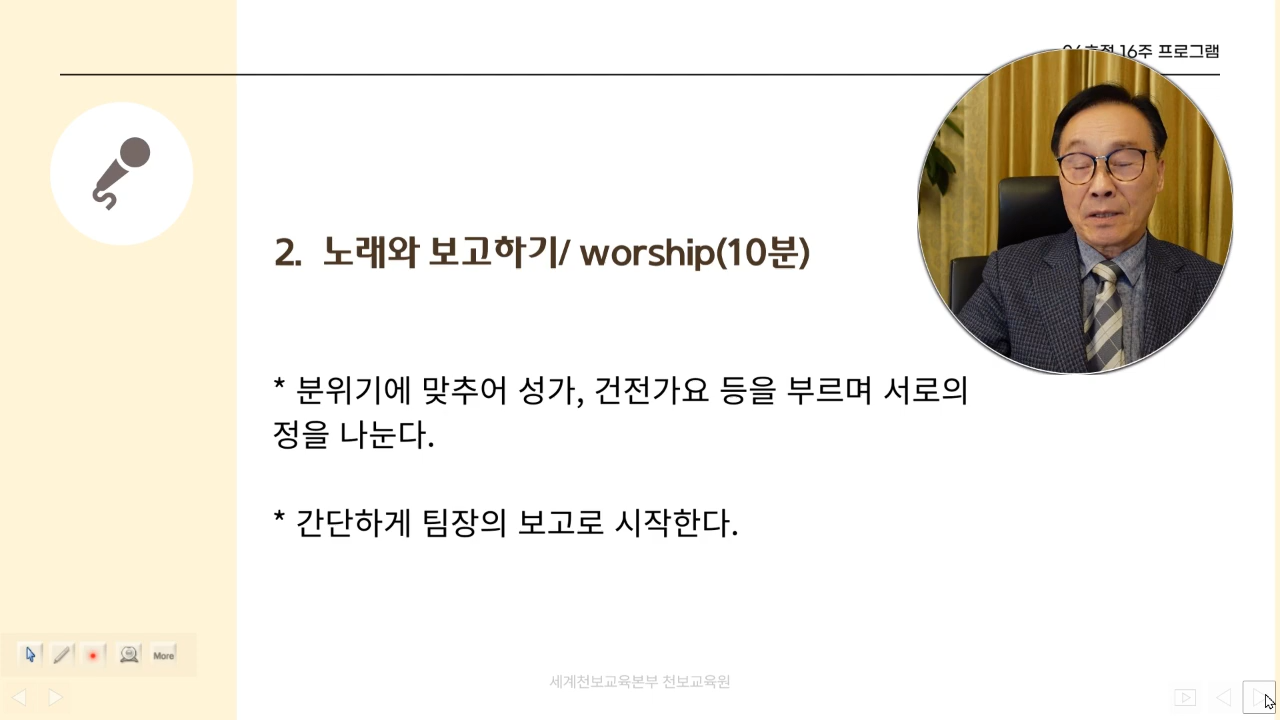 16주 프로그램
2. 노래와 보고하기/ worship(10분)
* 분위기에 맞추어 성가, 건전가요 등을 부르며 서로의
정을 나눈다.
* 간단하게 팀장의 보고로 시작한다.
More
세계천보교육본부 천보교육원